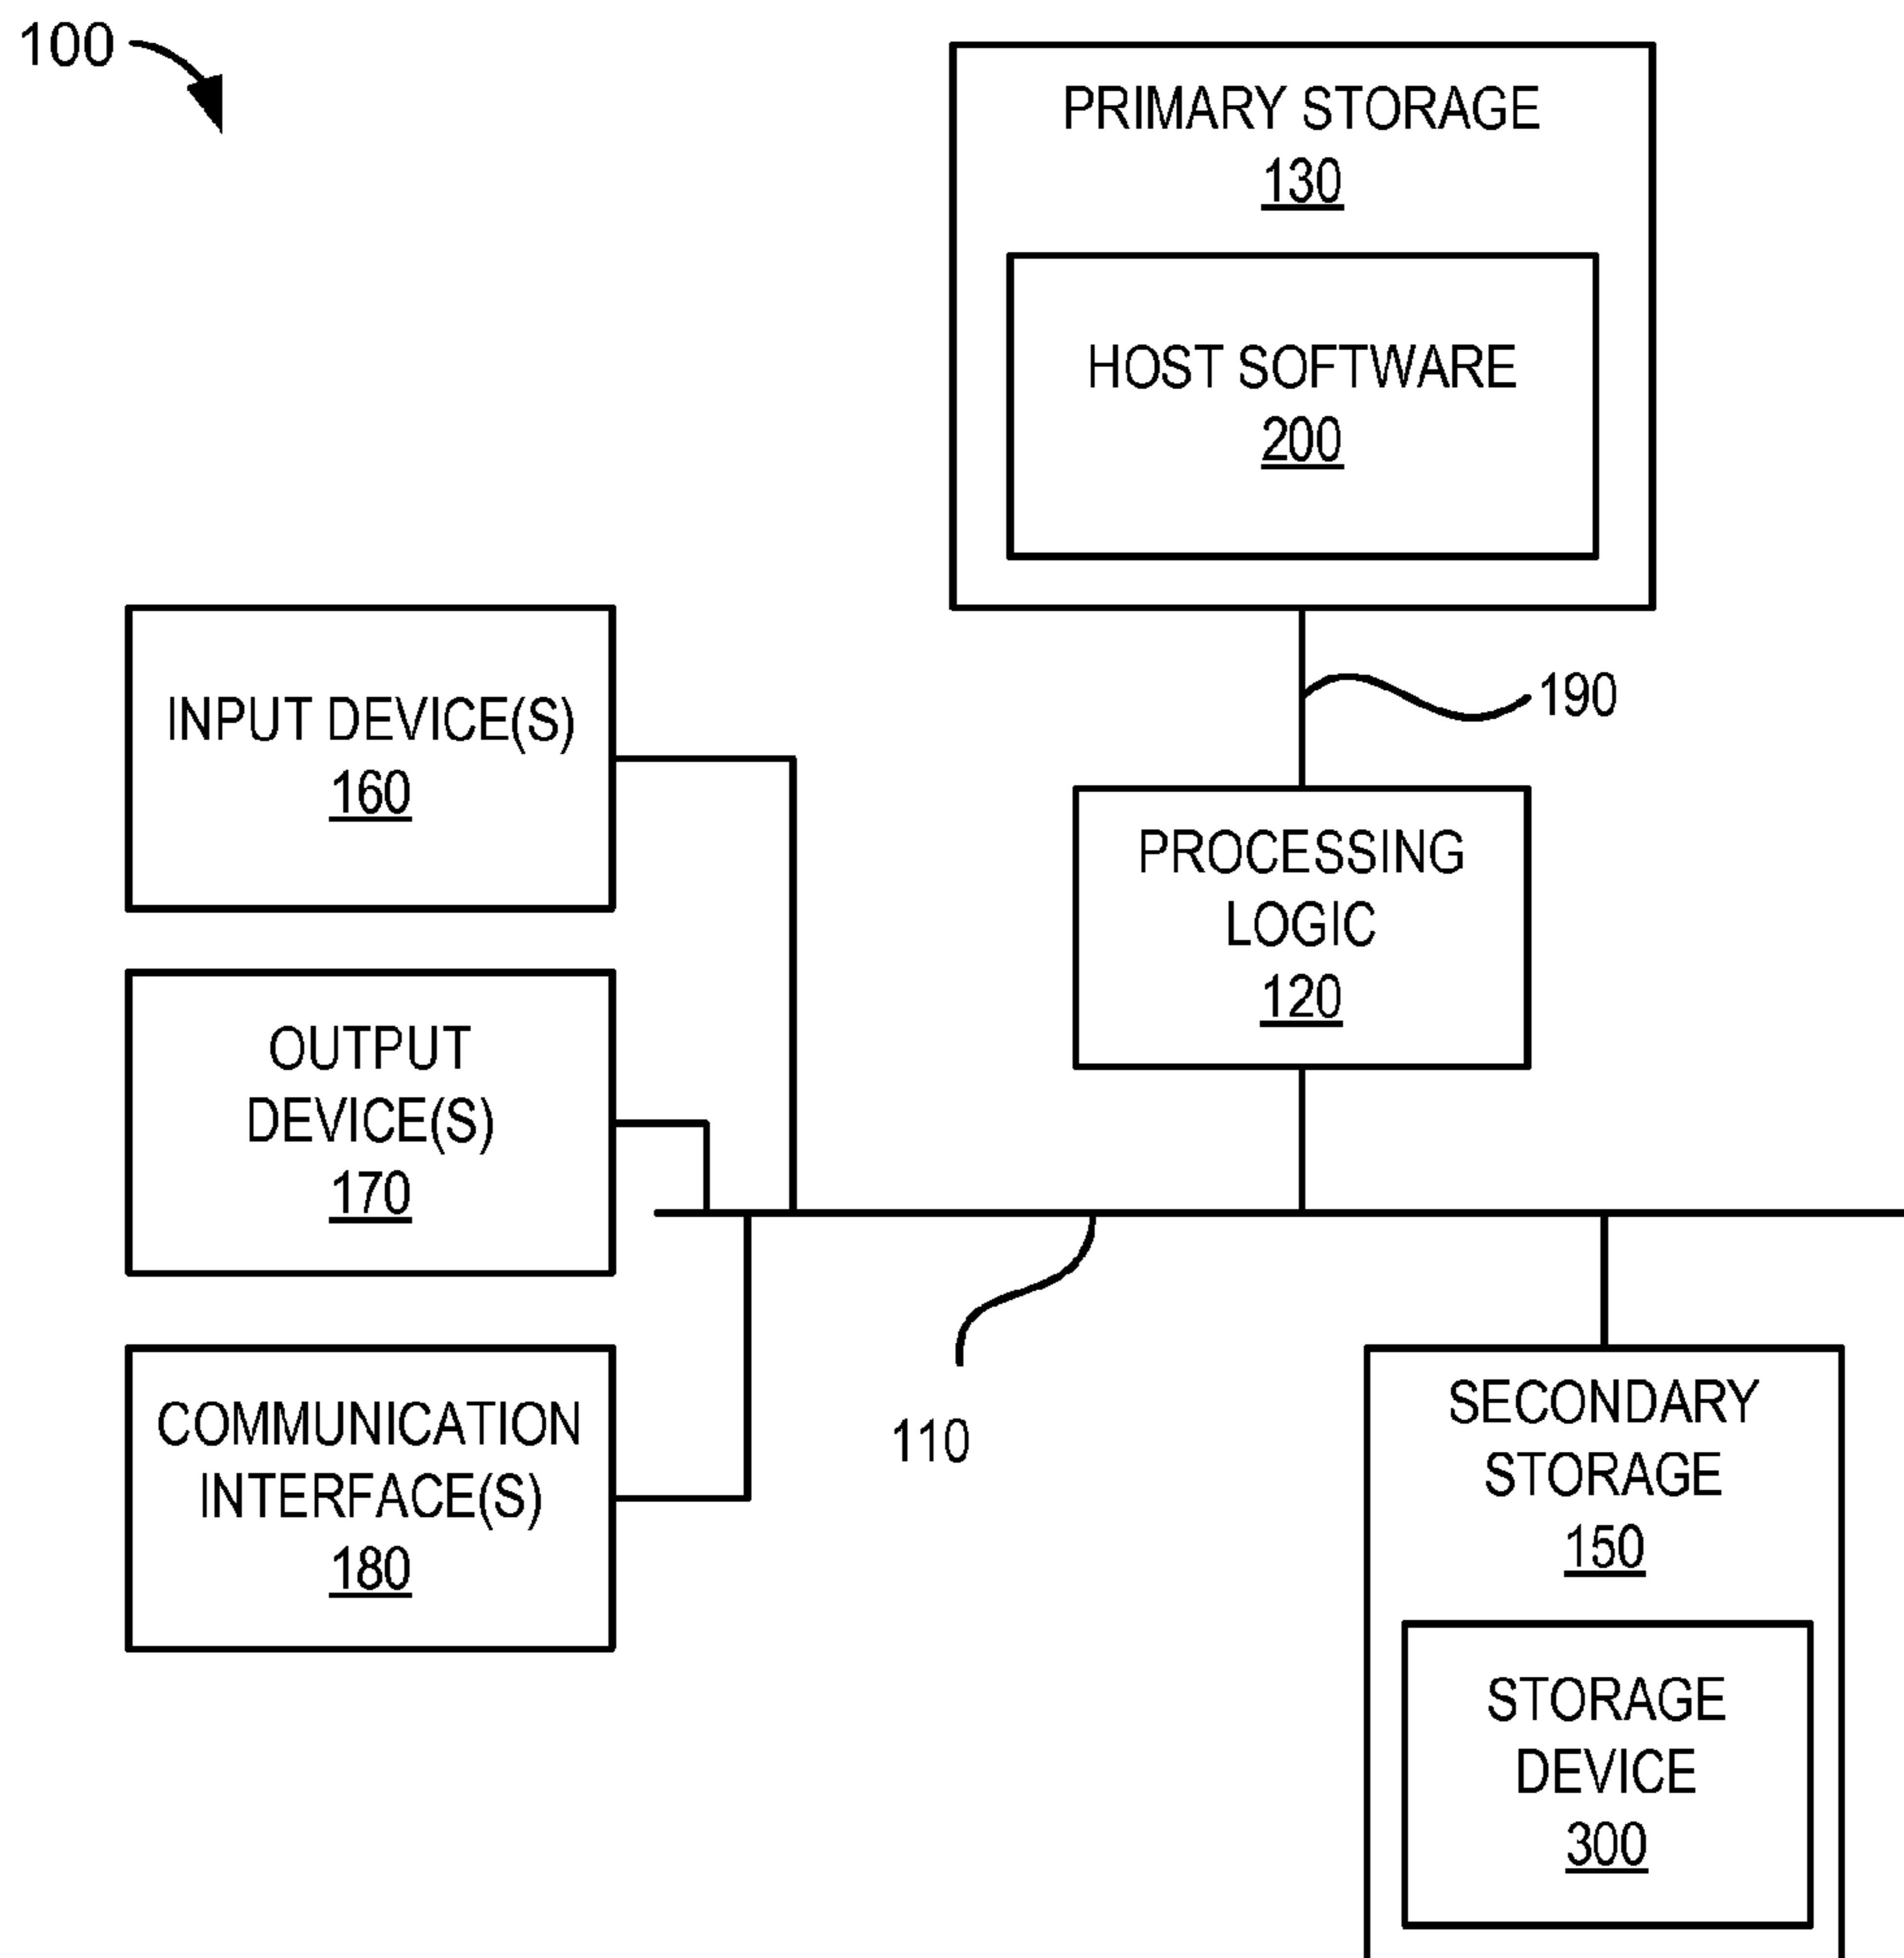 100
PRIMARY STORAGE
130
HOST SOFTWARE
200
190
INPUT DEVICE(S)
160
PROCESSING
LOGIC
120
OUTPUT
DEVICE(S)
170
110
COMMUNICATION
INTERFACE(S)
180
SECONDARY
STORAGE
150
STORAGE
DEVICE
300